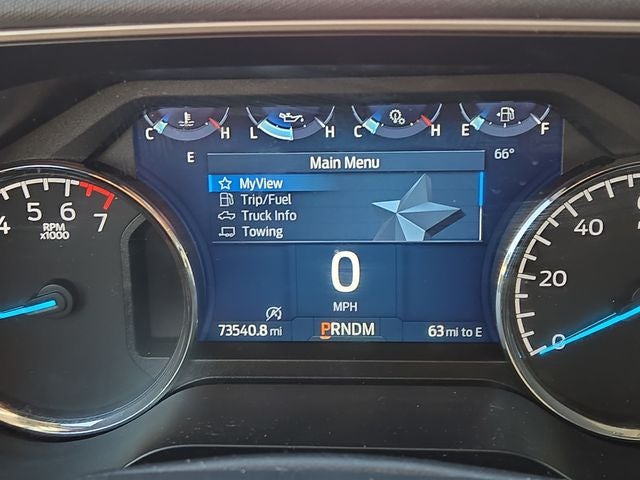 C H L H C H E F
E 66°
Main Menu
MyView
Trip/Fuel
Truck Info
Towing
4 5 6 7
RPM
x1000
0
MPH
73540.8 mi PRNDM 63 mi to E
40
20
0